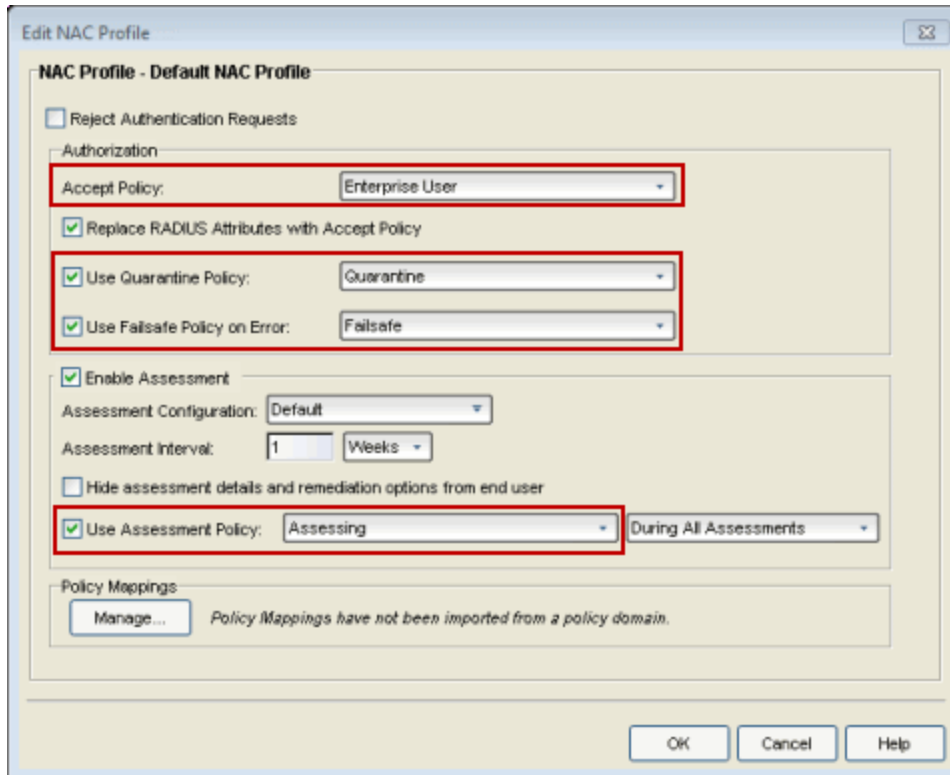 Edit NAC Profile
NAC Profile - Default NAC Profile
Reject Authentication Requests
Authorization
Accept Policy: Enterprise User
Replace RADIUS Attributes with Accept Policy
Use Quarantine Policy: Quarantine
Use Failsafe Policy on Error: Failsafe
Enable Assessment
Assessment Configuration: Default
Assessment Interval: 1 Weeks
Hide assessment details and remediation options from end user
Use Assessment Policy: Assessing During All Assessments
Policy Mappings
Manage... Policy Mappings have not been imported from a policy domain.
OK Cancel Help